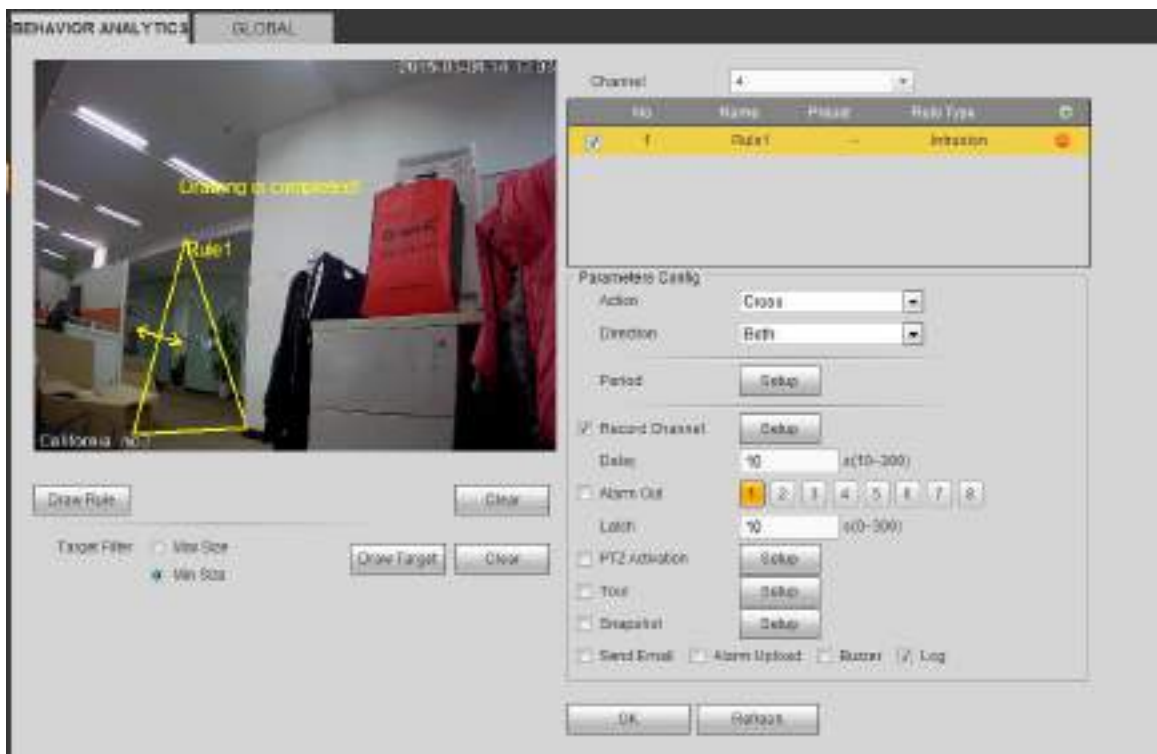 BEHAVIOR ANALYTICS
GLOBAL
Channel
4
No.
Name
Preset
Rule Type
1
Rule1
--
Intrusion
Drawing is completed!
Rule1
California no.1
Draw Rule
Clear
Target Filter
Max Size
Min Size
Draw Target
Clear
Parameters Config
Action
Cross
Direction
Both
Period
Setup
Record Channel
Setup
Delay
10
s(10~300)
Alarm Out
1 2 3 4 5 6 7 8
Latch
10
s(0~300)
PTZ Activation
Setup
Tour
Setup
Snapshot
Setup
Send Email
Alarm Upload
Buzzer
Log
OK
Refresh